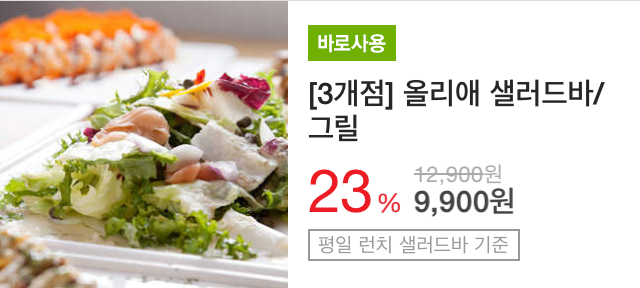 바로사용
[3개점] 올리애 샐러드바/
그릴
12,900원
23 % 9,900원
평일 런치 샐러드바 기준